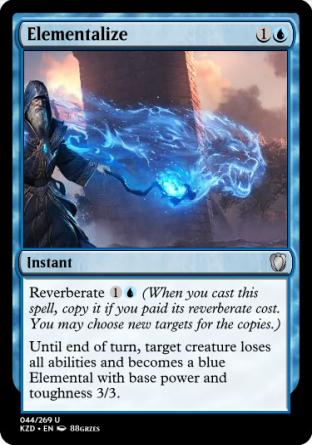 Elementalize 1
Instant
Reverberate 1 (When you cast this
spell, copy it if you paid its reverberate cost.
You may choose new targets for the copies.)
Until end of turn, target creature loses
all abilities and becomes a blue
Elemental with base power and
toughness 3/3.
044/269 U
KZD • EN 88GRZES